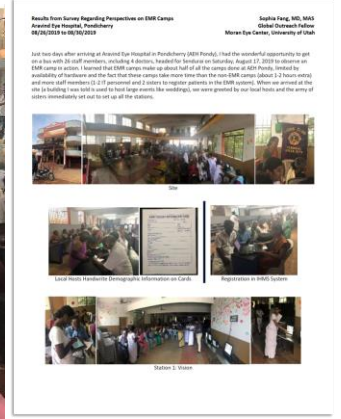 Results from Survey Regarding Perspectives on EMR Camps
Sophia Fang, MD, MAS
Aravind Eye Hospital, Pondicherry
Global Outreach Fellow
08/26/2019 to 08/30/2019
Moran Eye Center, University of Utah
Just two days after arriving at Aravind Eye Hospital in Pondicherry (AEH Pondy), I had the wonderful opportunity to get
on a bus with 26 staff members, including 4 doctors, headed for Sendurai on Saturday, August 17, 2019 to observe an
EMR camp in action. I learned that EMR camps make up about half of all the camps done at AEH Pondy, limited by
availability of hardware and the fact that these camps take more time than the non-EMR camps (about 1-2 hours extra)
and more staff members (1-2 IT personnel and 2 sisters to register patients in the EMR system). When we arrived at the
site (a building I was told is used to host large events like weddings), we were greeted by our local hosts and the army of
sisters immediately set out to set up all the stations.
Site
Local Hosts Handwrite Demographic Information on Cards
Registration in IHMS System
Station 1: Vision